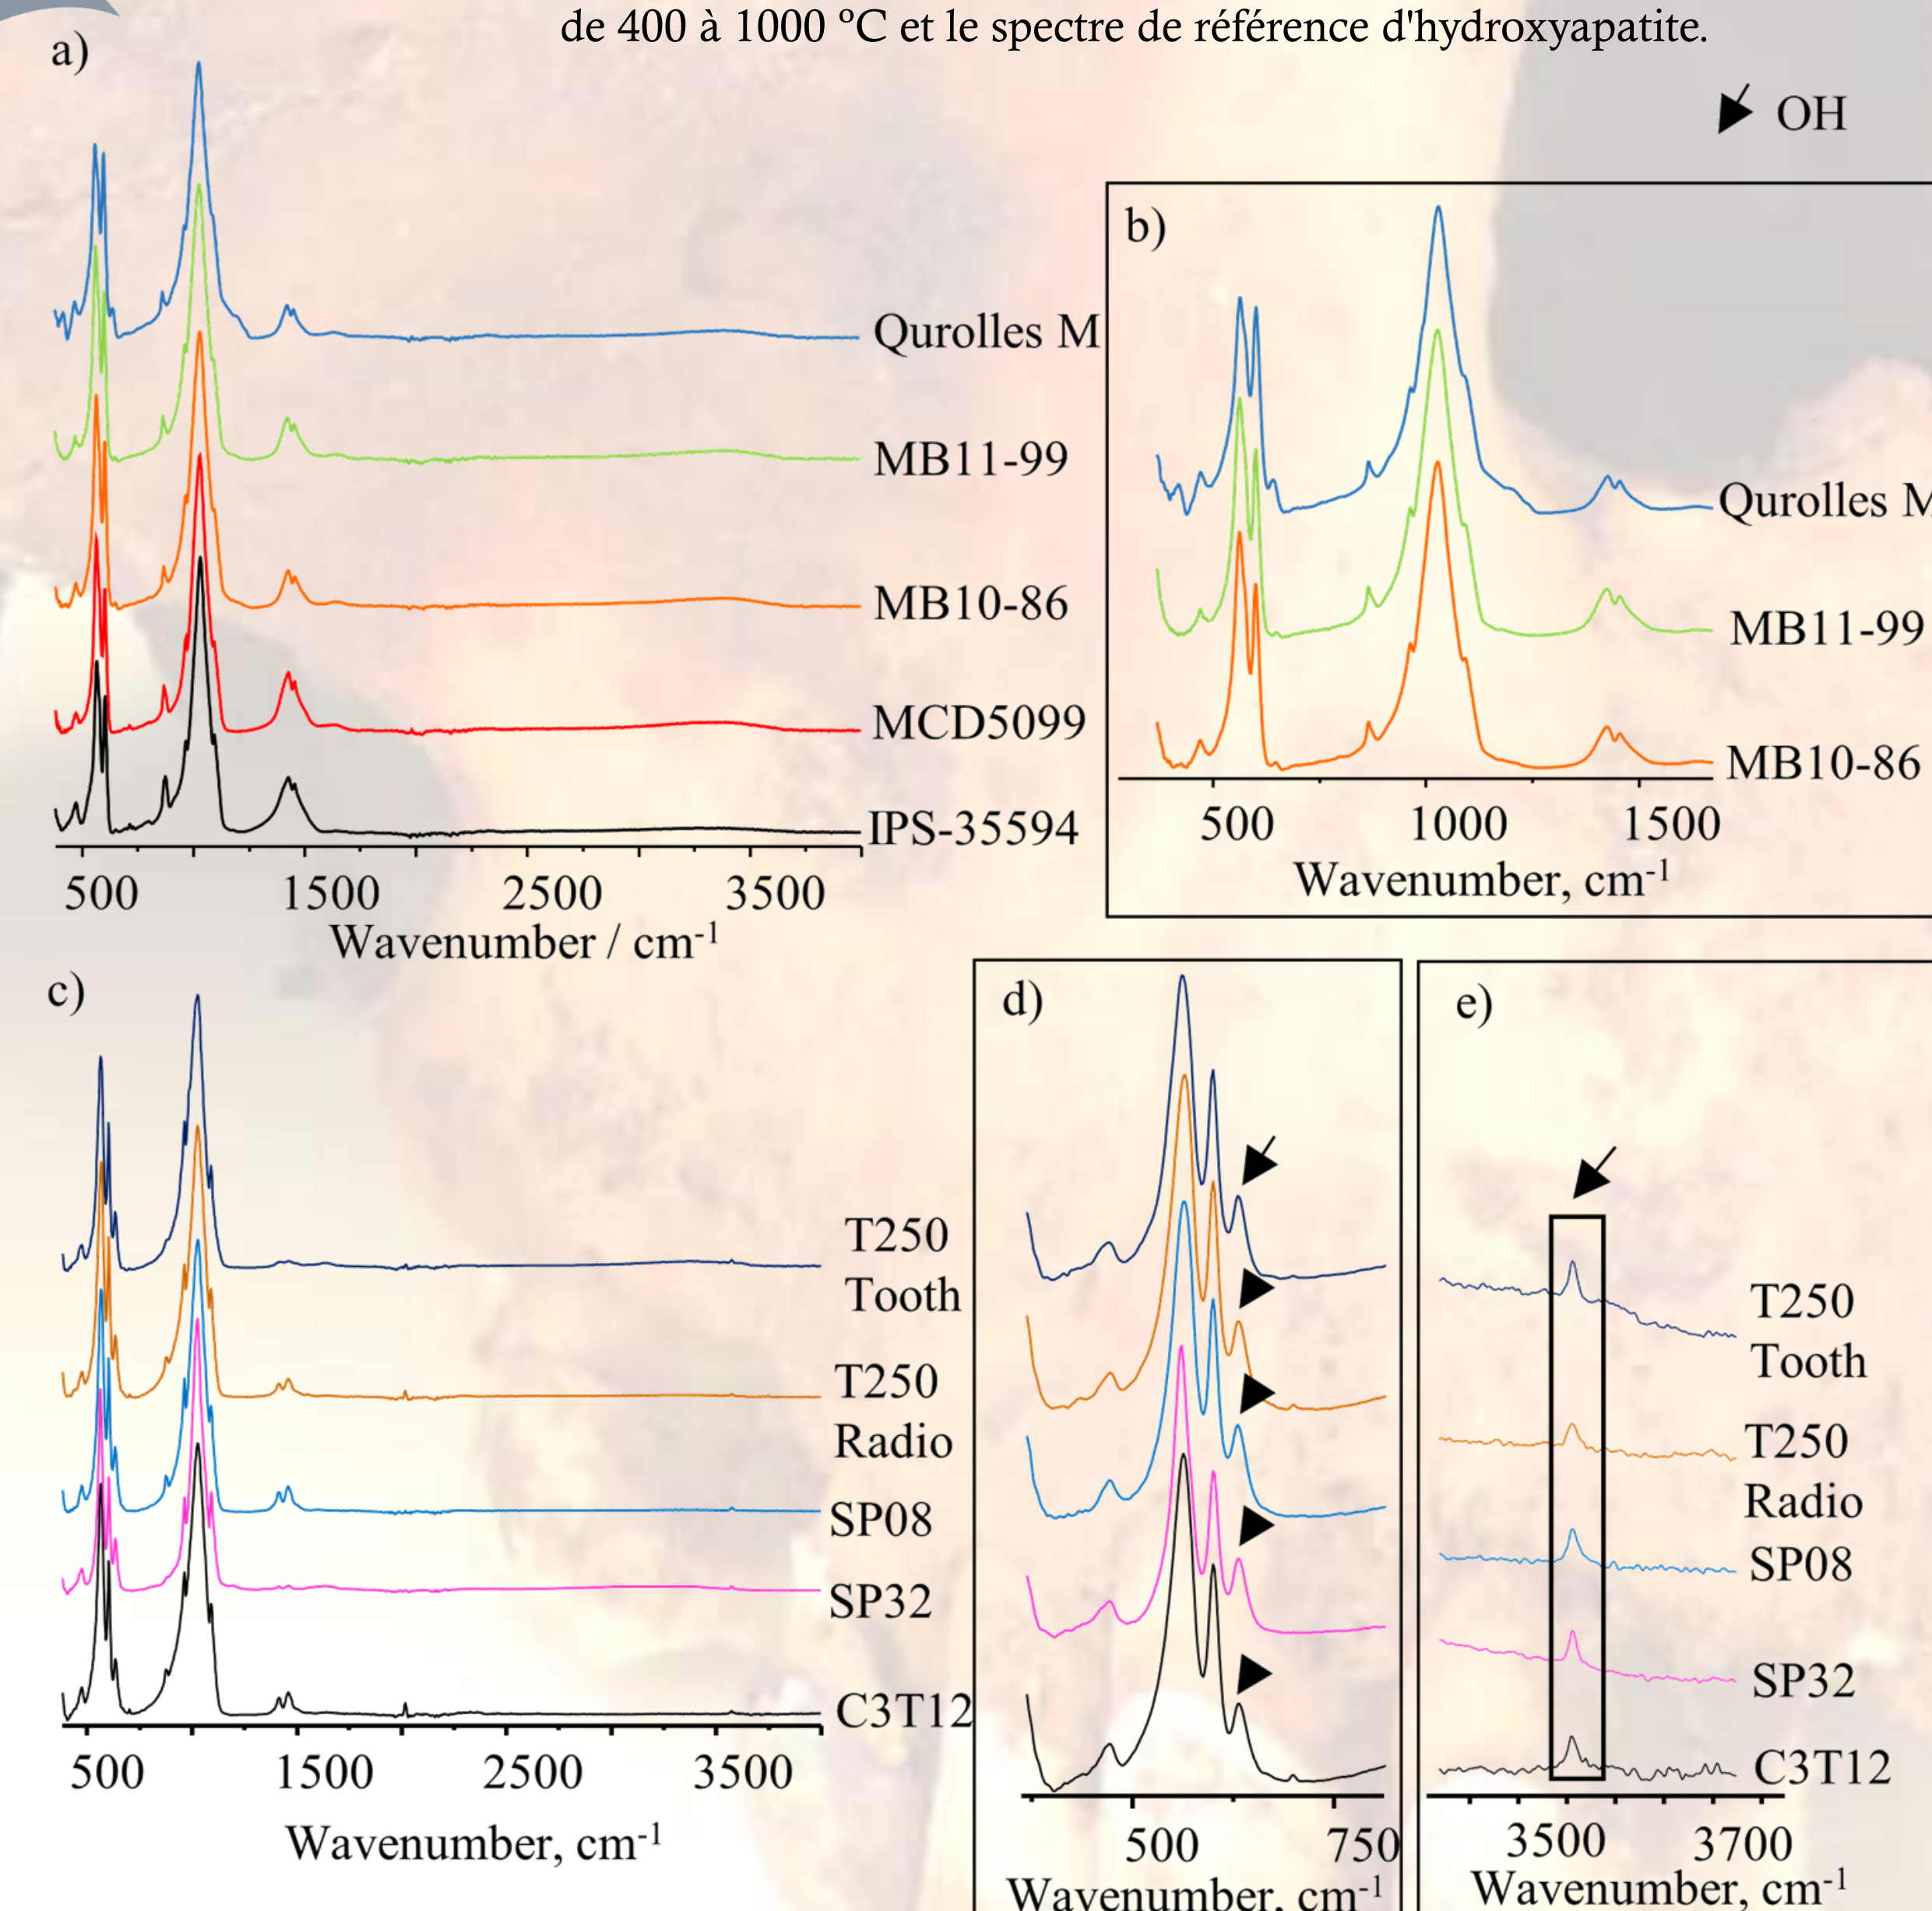 de 400 à 1000 ºC et le spectre de référence d'hydroxyapatite.
a)
OH
Qurolles M
MB11-99
MB10-86
MCD5099
IPS-35594
500 1500 2500 3500
Wavenumber / cm⁻¹
b)
Qurolles M
MB11-99
MB10-86
500 1000 1500
Wavenumber, cm⁻¹
c)
T250
Tooth
T250
Radio
SP08
SP32
C3T12
500 1500 2500 3500
Wavenumber, cm⁻¹
d)
500 750
Wavenumber, cm⁻¹
e)
T250
Tooth
T250
Radio
SP08
SP32
C3T12
3500 3700
Wavenumber, cm⁻¹